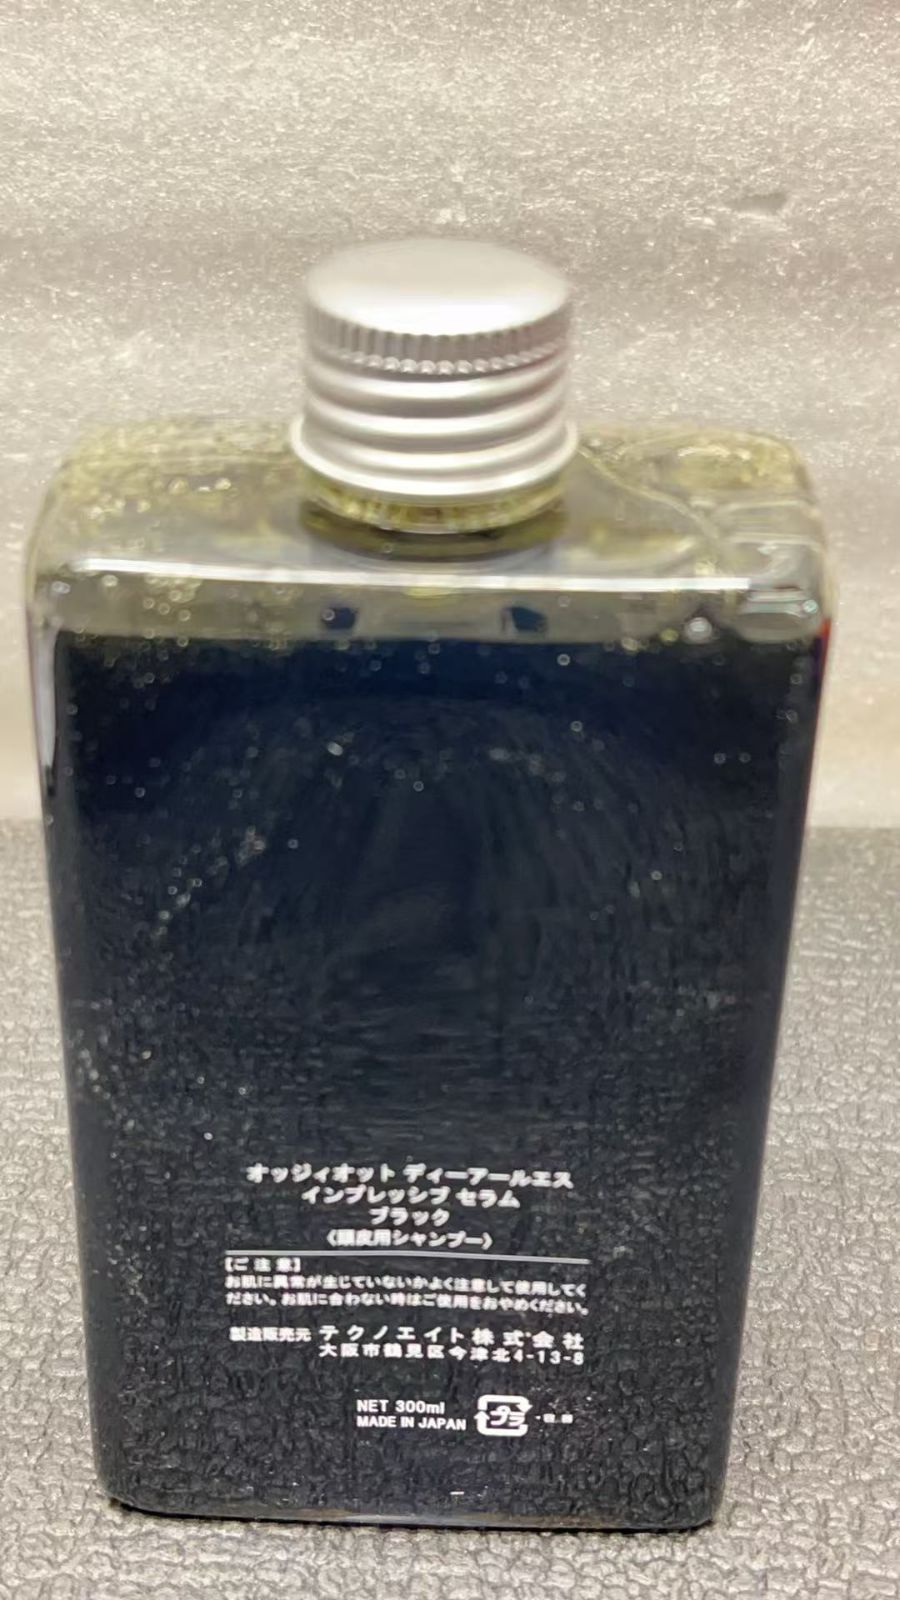 オッジィオット ディーアールエス
インプレッシブ セラム
ブラック
〈頭皮用シャンプー〉
【ご注意】
お肌に異常が生じていないかよく注意して使用してく
ださい。お肌に合わない時はご使用をおやめください。
製造販売元 テクノエイト株式会社
大阪市鶴見区今津北4-13-8
NET 300ml
MADE IN JAPAN
プラ